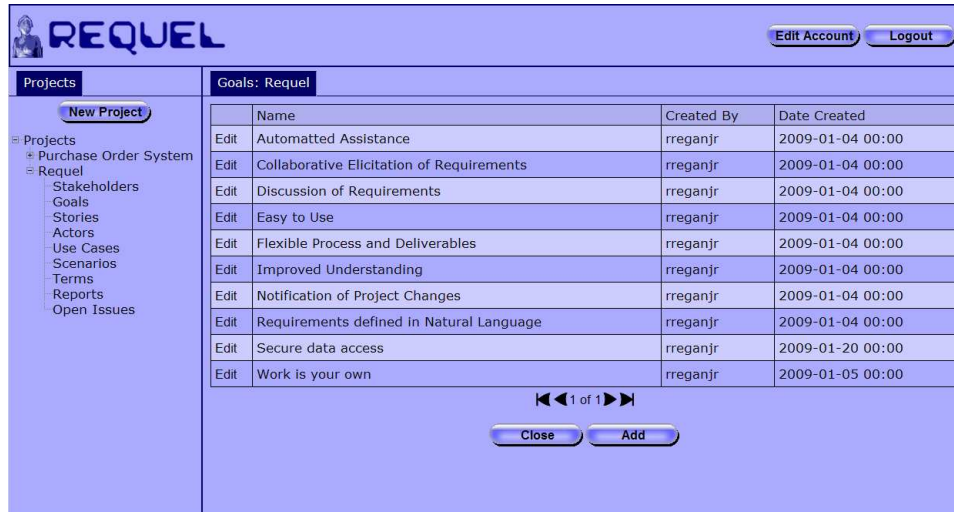 REQUEL
Edit Account Logout
Projects
New Project
Projects
Purchase Order System
Requel
Stakeholders
Goals
Stories
Actors
Use Cases
Scenarios
Terms
Reports
Open Issues
Goals: Requel
Name Created By Date Created
Edit Automatted Assistance rreganjr 2009-01-04 00:00
Edit Collaborative Elicitation of Requirements rreganjr 2009-01-04 00:00
Edit Discussion of Requirements rreganjr 2009-01-04 00:00
Edit Easy to Use rreganjr 2009-01-04 00:00
Edit Flexible Process and Deliverables rreganjr 2009-01-04 00:00
Edit Improved Understanding rreganjr 2009-01-04 00:00
Edit Notification of Project Changes rreganjr 2009-01-04 00:00
Edit Requirements defined in Natural Language rreganjr 2009-01-04 00:00
Edit Secure data access rreganjr 2009-01-20 00:00
Edit Work is your own rreganjr 2009-01-05 00:00
1 of 1
Close Add